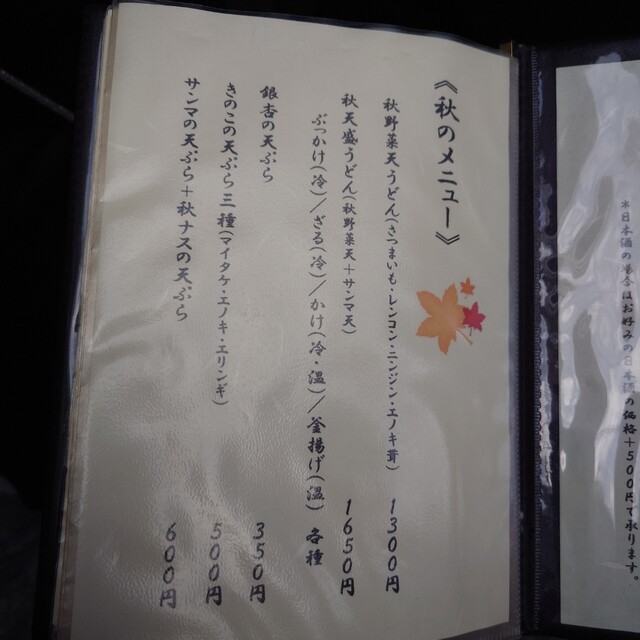 《秋のメニュー》
秋野菜天うどん(さつまいも・レンコン・ニンジン・エノキ茸) 1300円
秋天盛うどん(秋野菜天+サンマ天) 1650円
ぶっかけ(冷)/ざる(冷)/かけ(冷・温)/釜揚げ(温) 各種
銀杏の天ぷら 350円
きのこの天ぷら三種(マイタケ・エノキ・エリンギ) 500円
サンマの天ぷら+秋ナスの天ぷら 600円
*日本酒の場合はお好みの日本酒の価格+500円で承ります。